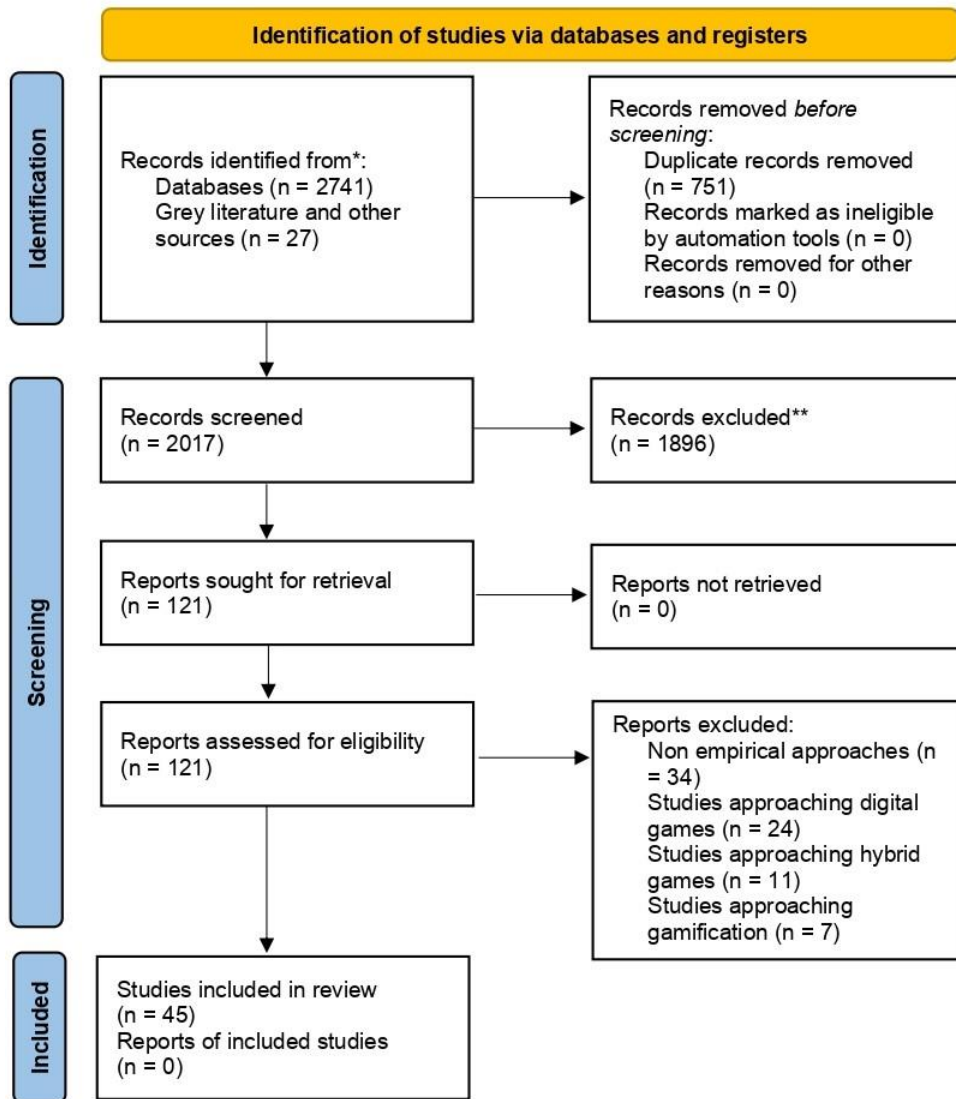 Identification of studies via databases and registers
Identification
Records identified from*:
Databases (n = 2741)
Grey literature and other
sources (n = 27)
Records removed before
screening:
Duplicate records removed
(n = 751)
Records marked as ineligible
by automation tools (n = 0)
Records removed for other
reasons (n = 0)
Screening
Records screened
(n = 2017)
Records excluded**
(n = 1896)
Reports sought for retrieval
(n = 121)
Reports not retrieved
(n = 0)
Reports assessed for eligibility
(n = 121)
Reports excluded:
Non empirical approaches (n
= 34)
Studies approaching digital
games (n = 24)
Studies approaching hybrid
games (n = 11)
Studies approaching
gamification (n = 7)
Included
Studies included in review
(n = 45)
Reports of included studies
(n = 0)